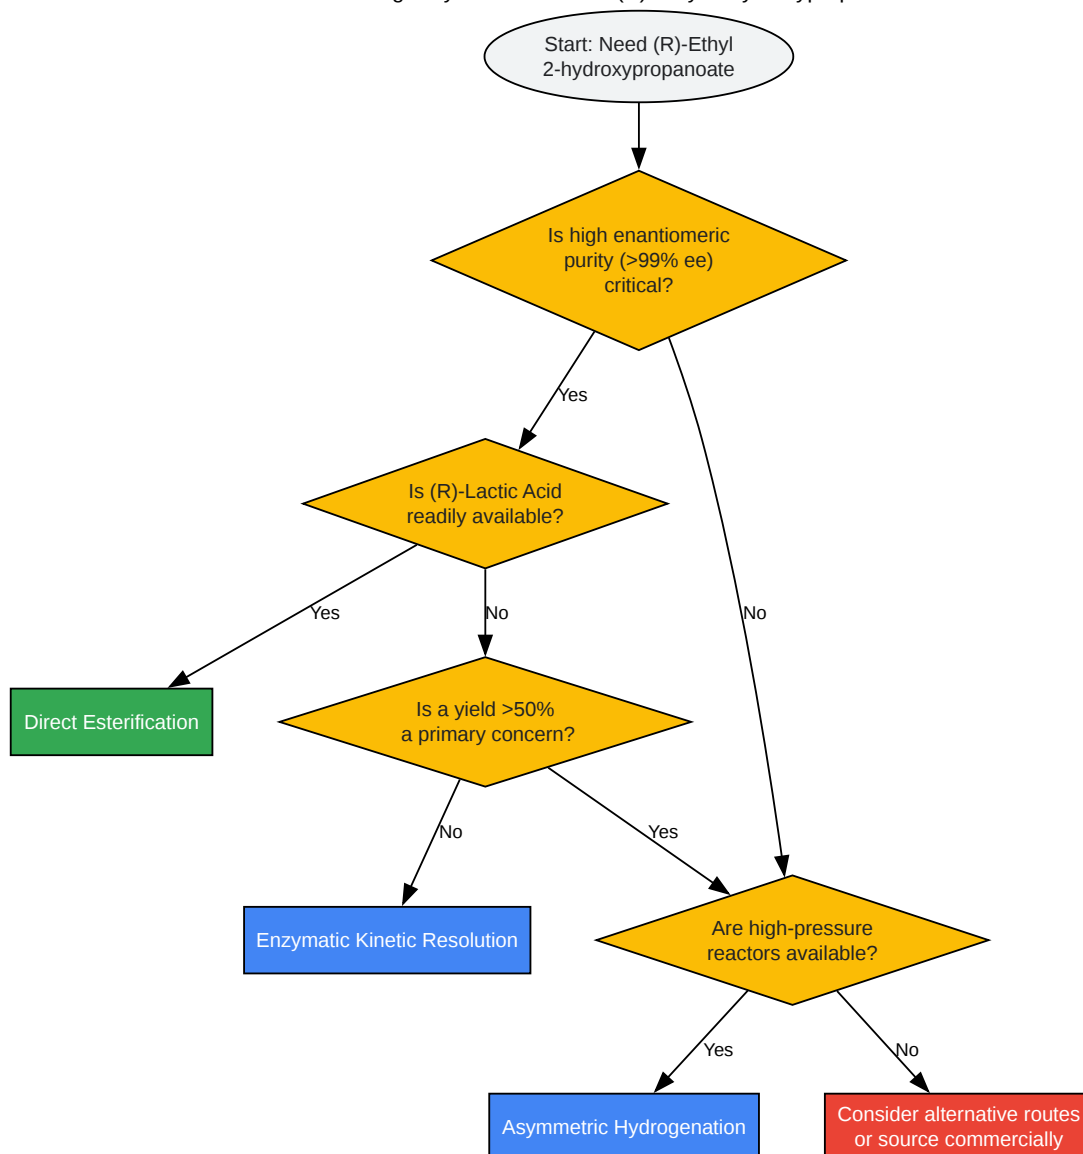 Start: Need (R)-Ethyl
2-hydroxypropanoate
Is high enantiomeric
purity (>99% ee)
critical?
Yes
No
Is (R)-Lactic Acid
readily available?
Yes
No
Direct Esterification
Is a yield >50%
a primary concern?
No
Yes
Enzymatic Kinetic Resolution
Are high-pressure
reactors available?
Yes
No
Asymmetric Hydrogenation
Consider alternative routes
or source commercially